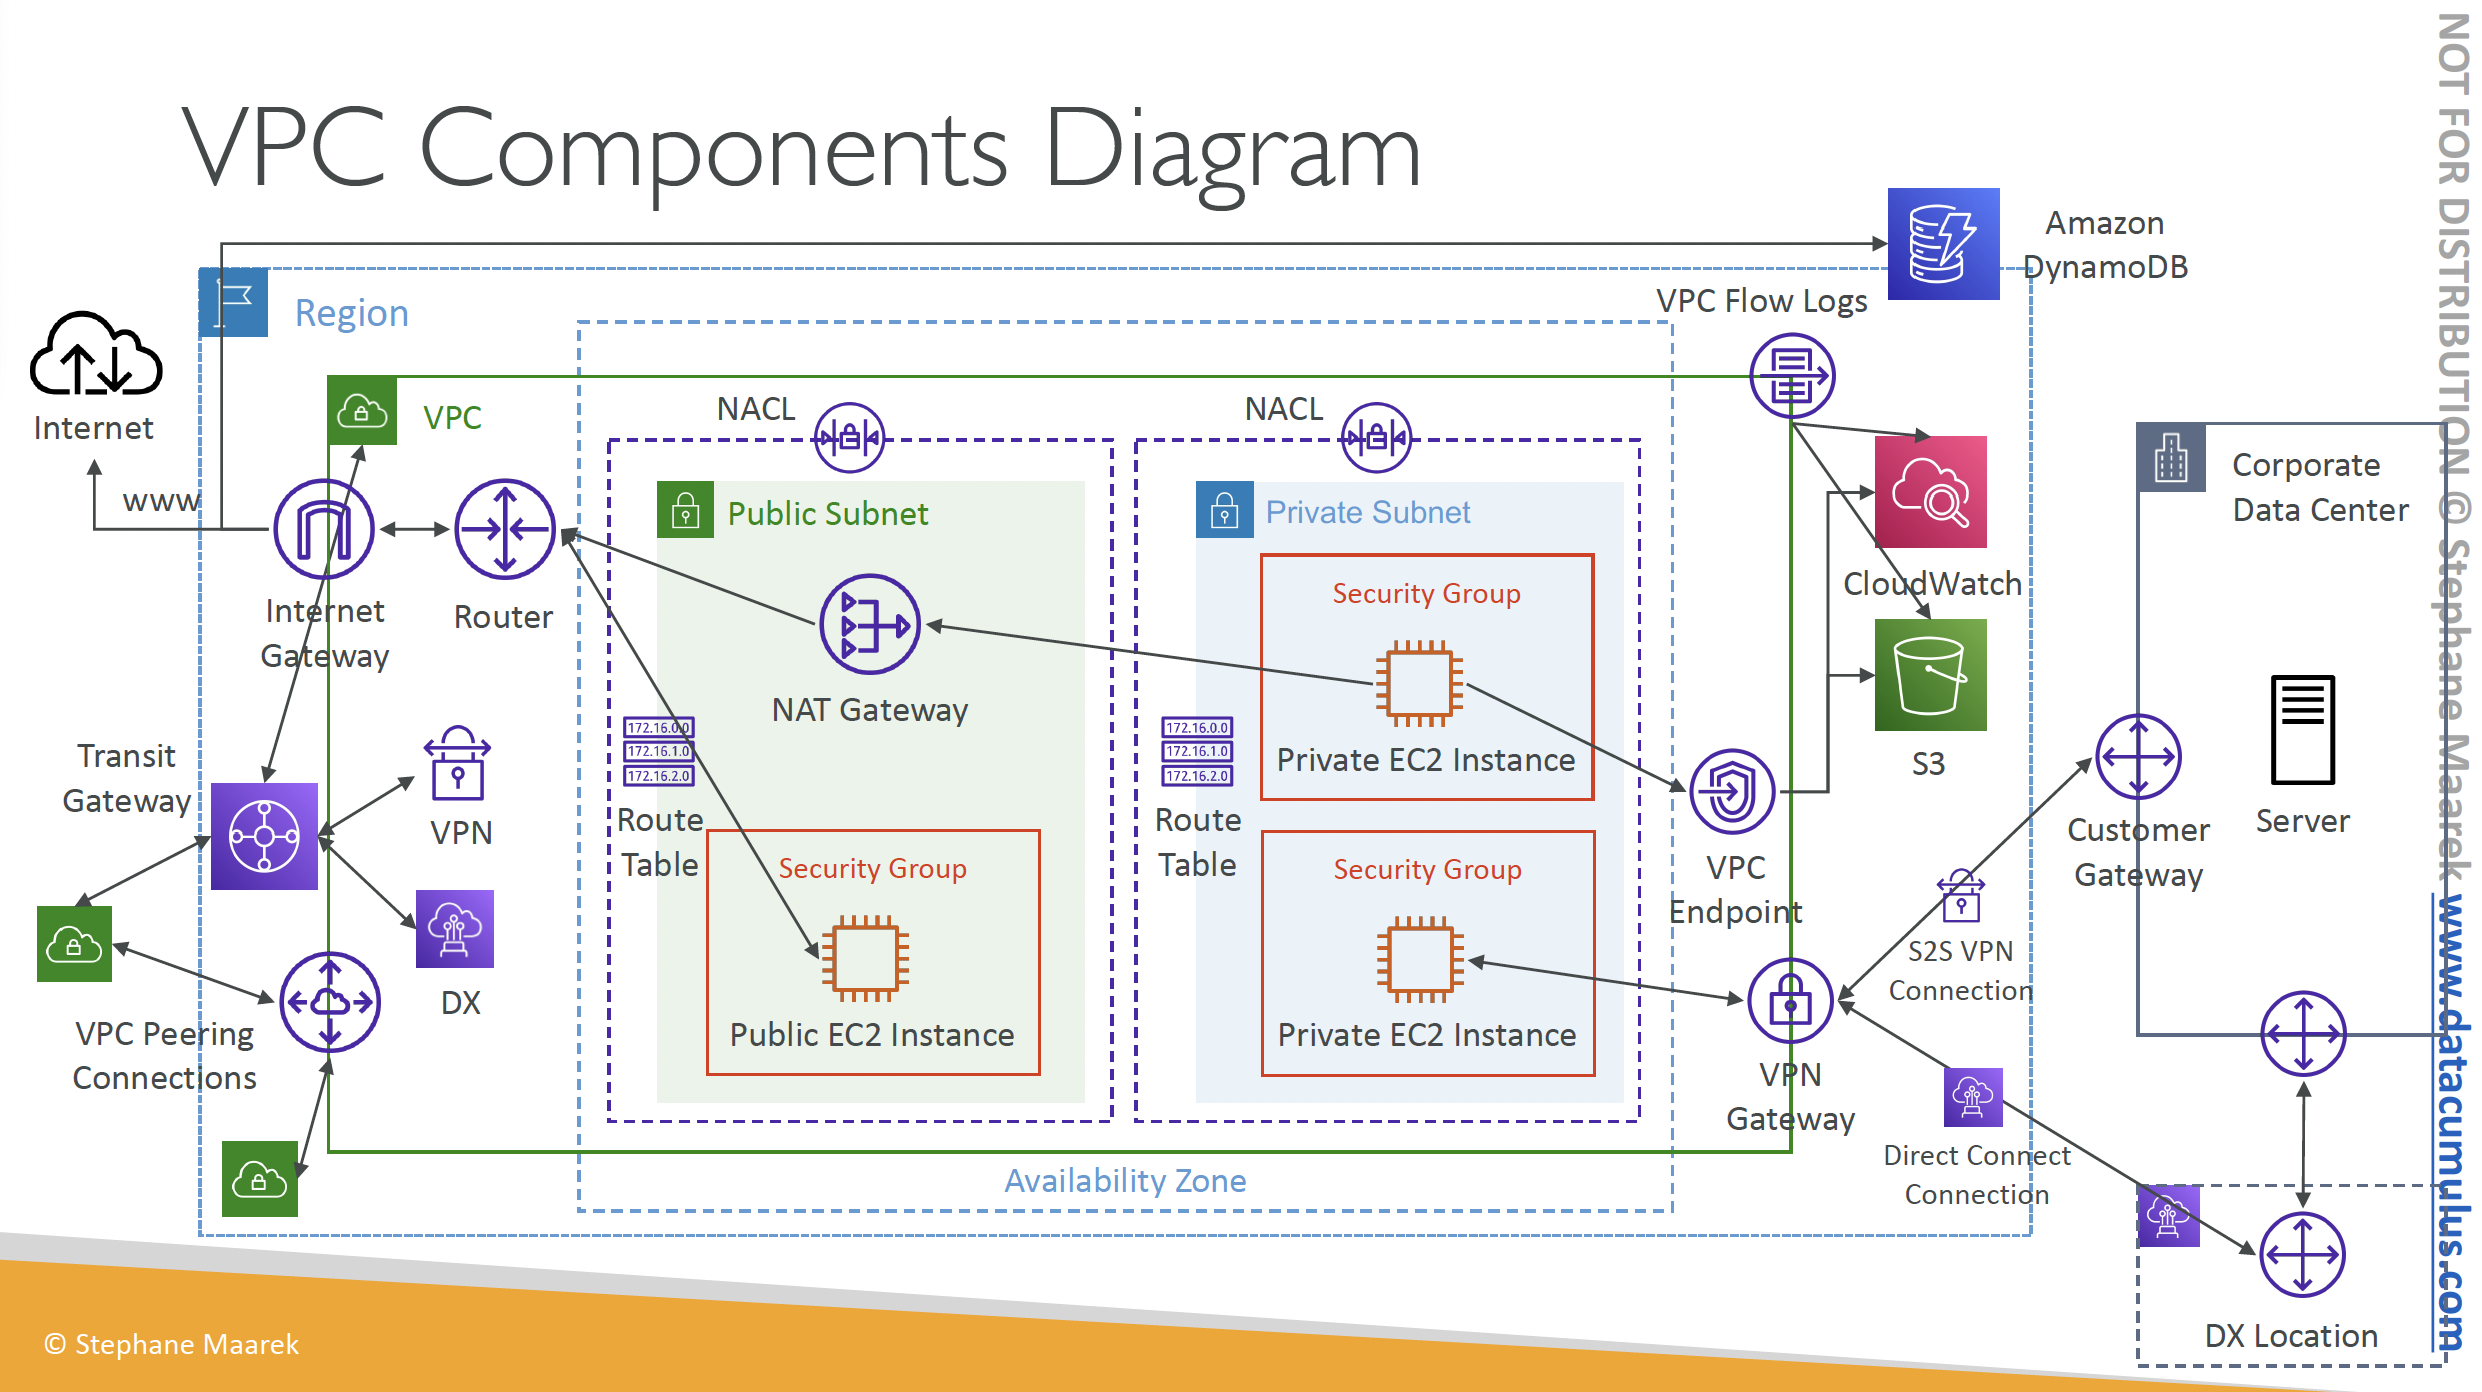 VPC Components Diagram
Amazon
DynamoDB
VPC Flow Logs
Region
Internet
www
VPC
NACL
NACL
Public Subnet
Private Subnet
Corporate
Data Center
Security Group
CloudWatch
Internet
Gateway
Router
NAT Gateway
172.16.0.0
172.16.1.0
172.16.2.0
172.16.0.0
172.16.1.0
172.16.2.0
Private EC2 Instance
S3
Transit
Gateway
VPN
Route
Table
Route
Table
Customer
Gateway
Server
Security Group
Security Group
VPC
Endpoint
S2S VPN
Connection
DX
VPC Peering
Connections
Public EC2 Instance
Private EC2 Instance
VPN
Gateway
Direct Connect
Connection
Availability Zone
DX Location
© Stephane Maarek
NOT FOR DISTRIBUTION © Stephane Maarek www.datacumulus.com